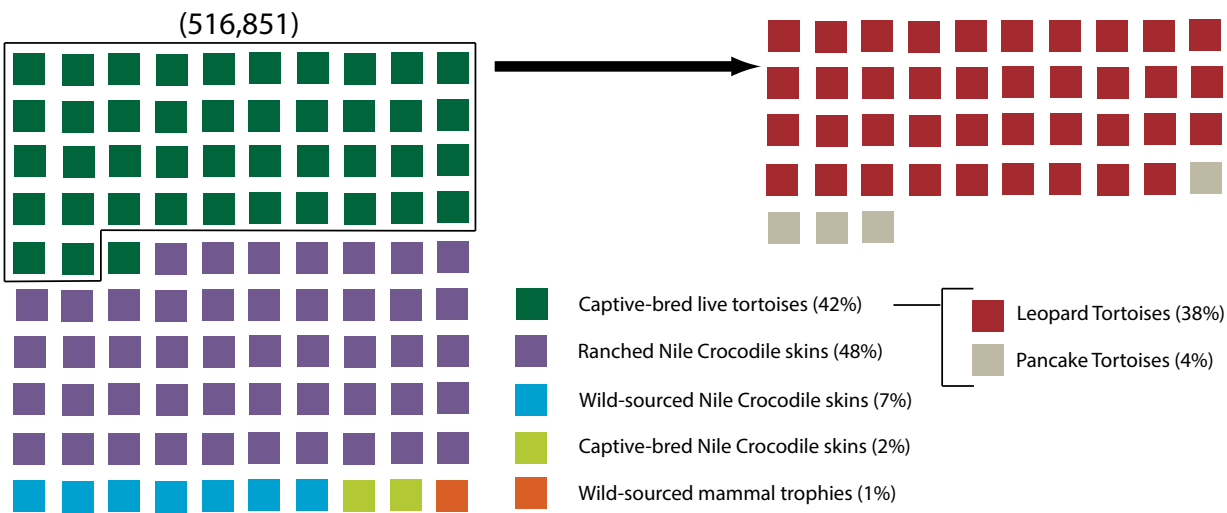 (516,851)
Captive-bred live tortoises (42%)
Ranched Nile Crocodile skins (48%)
Wild-sourced Nile Crocodile skins (7%)
Captive-bred Nile Crocodile skins (2%)
Wild-sourced mammal trophies (1%)
Leopard Tortoises (38%)
Pancake Tortoises (4%)